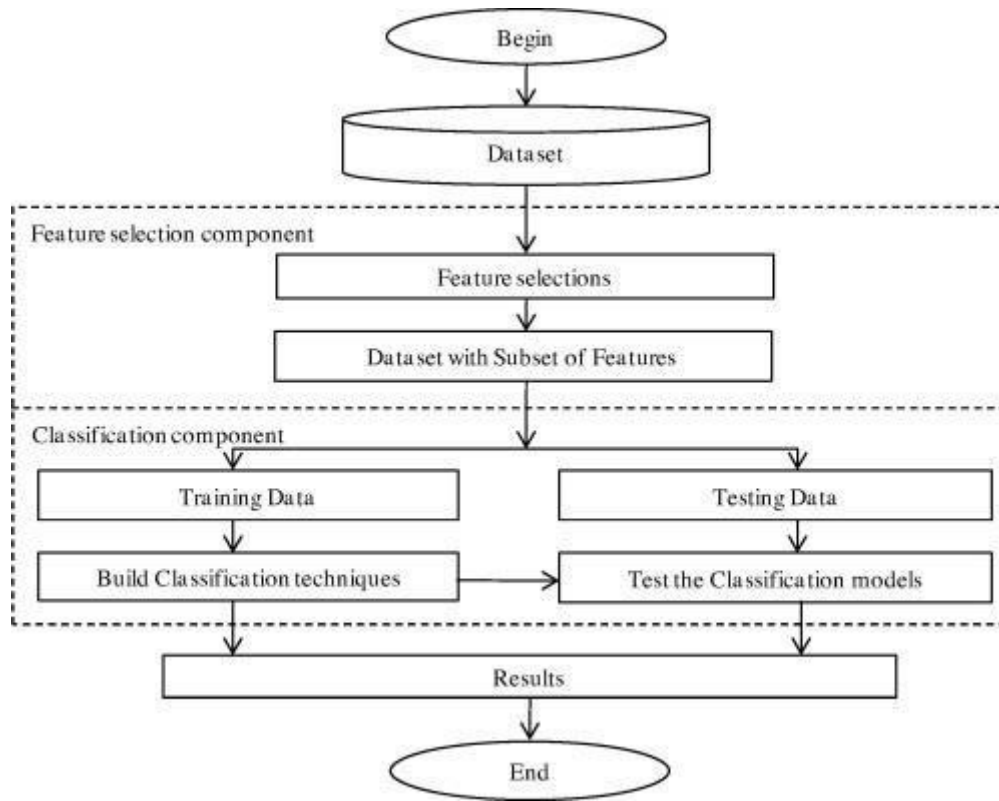 Begin
Dataset
Feature selection component
Feature selections
Dataset with Subset of Features
Classification component
Training Data
Testing Data
Build Classification techniques
Test the Classification models
Results
End